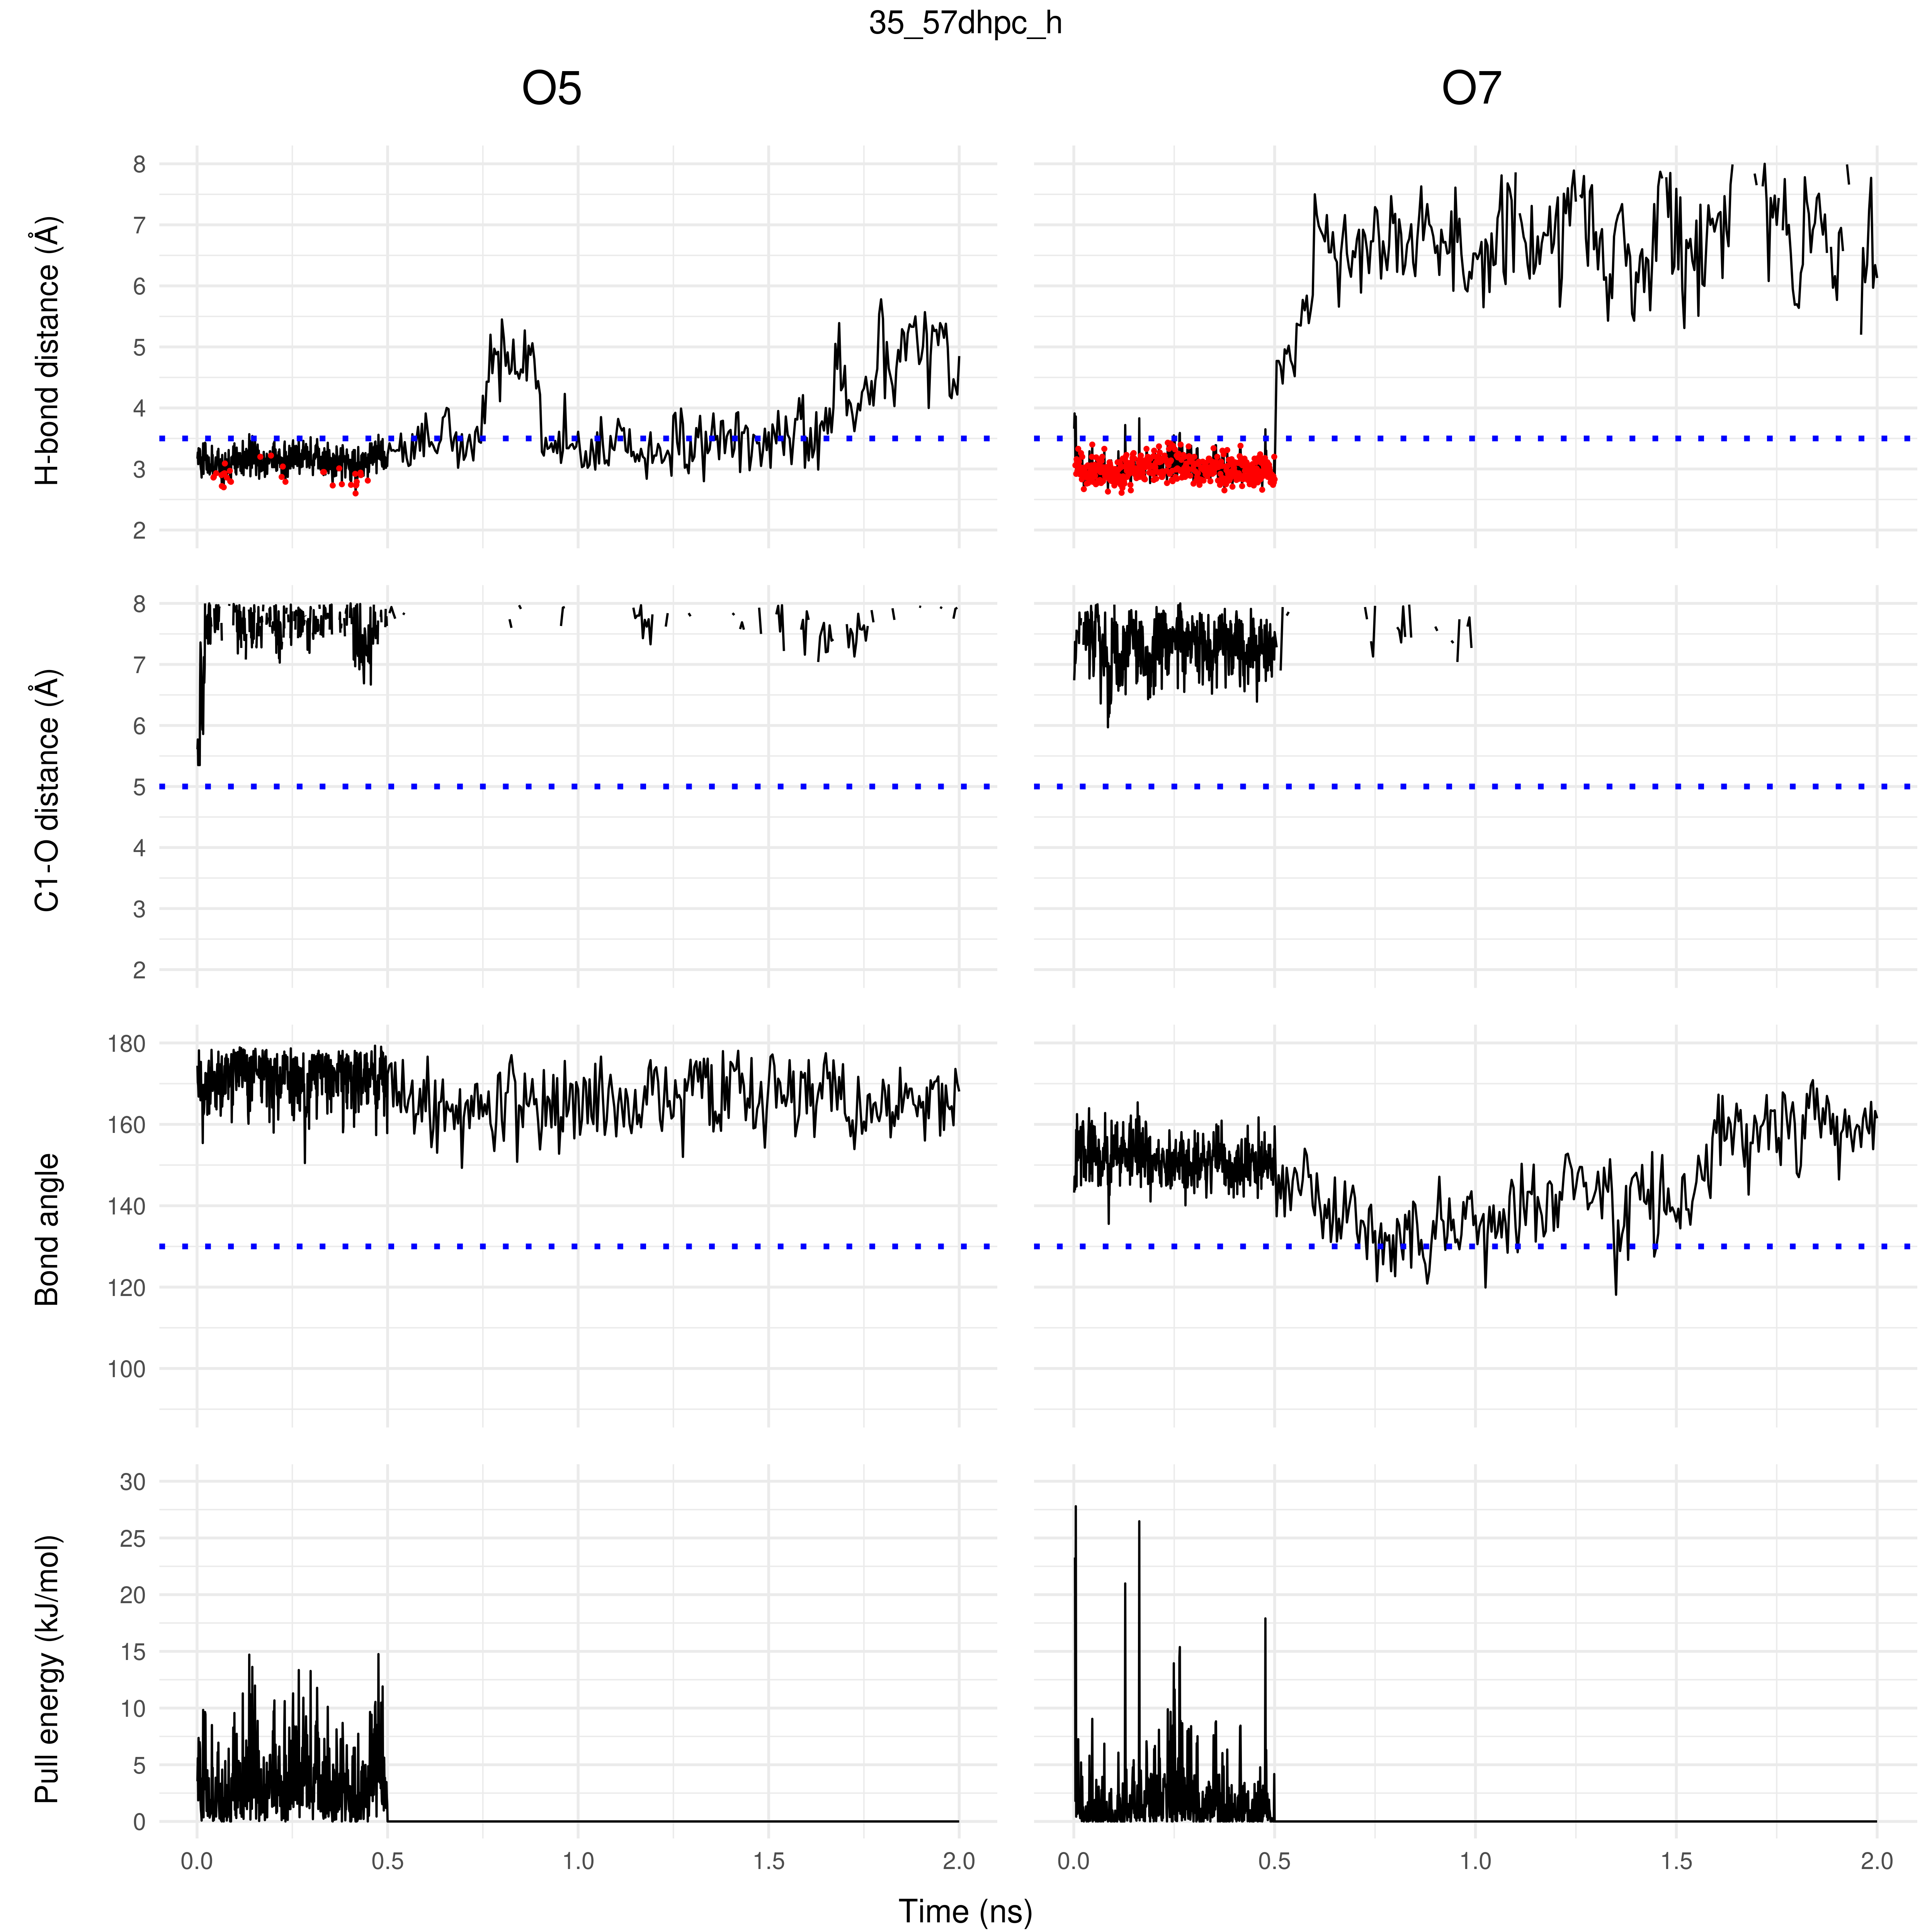 35_57dhpc_h
O5
O7
H-bond distance (Å)
8
7
6
5
4
3
2
C1-O distance (Å)
8
7
6
5
4
3
2
Bond angle
180
160
140
120
100
Pull energy (kJ/mol)
30
25
20
15
10
5
0
0.0 0.5 1.0 1.5 2.0
0.0 0.5 1.0 1.5 2.0
Time (ns)